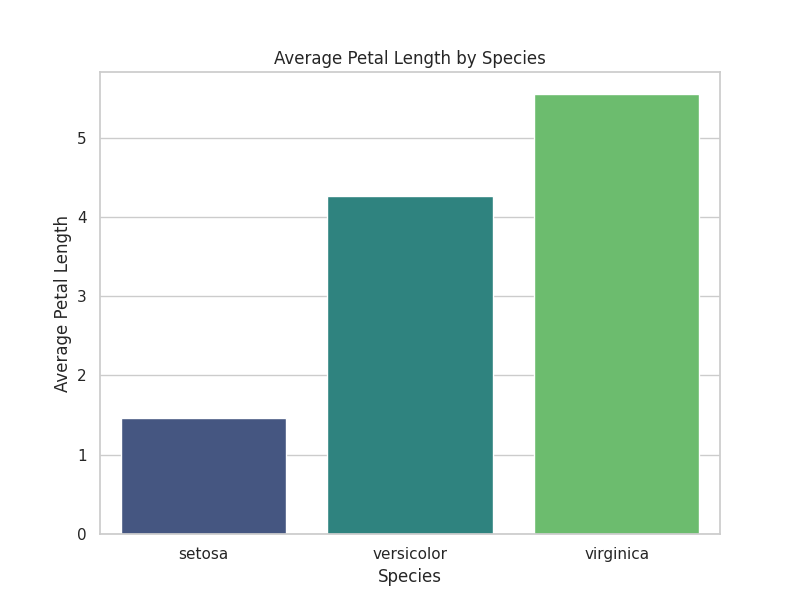 Average Petal Length by Species
Average Petal Length
5
4
3
2
1
0
setosa
versicolor
virginica
Species